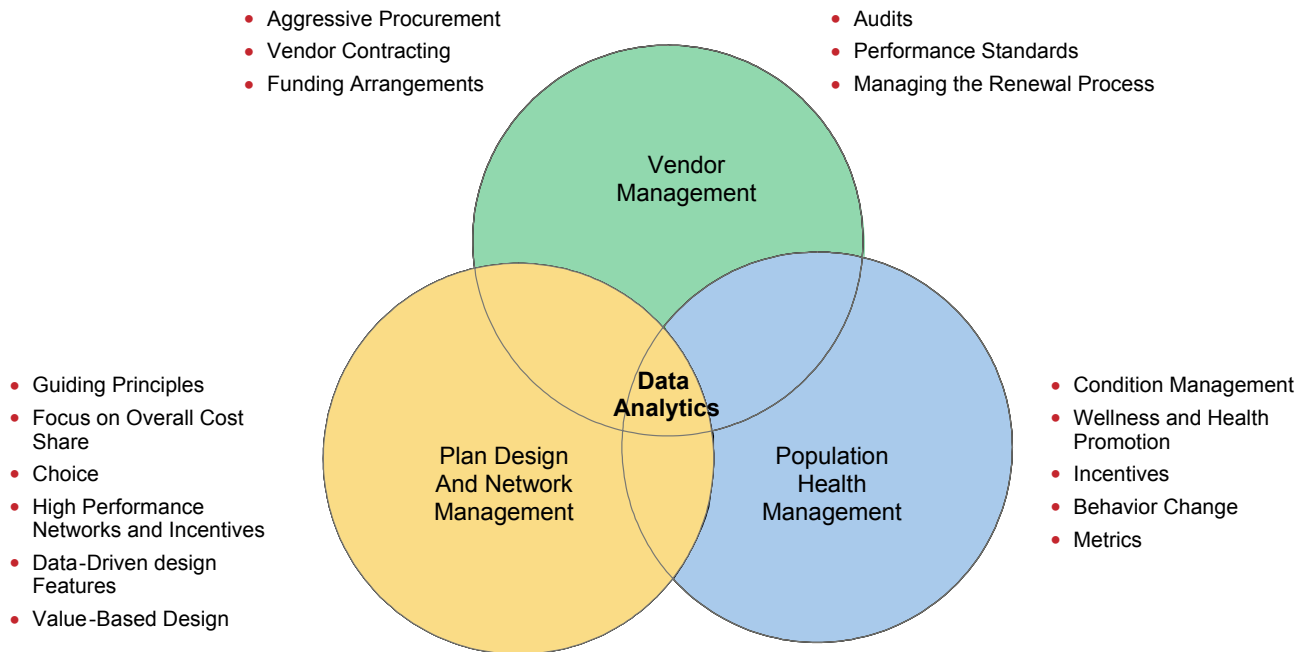 • Aggressive Procurement
• Vendor Contracting
• Funding Arrangements
• Audits
• Performance Standards
• Managing the Renewal Process
Vendor
Management
• Guiding Principles
• Focus on Overall Cost
Share
• Choice
• High Performance
Networks and Incentives
• Data-Driven design
Features
• Value-Based Design
Data
Analytics
Plan Design
And Network
Management
Population
Health
Management
• Condition Management
• Wellness and Health
Promotion
• Incentives
• Behavior Change
• Metrics